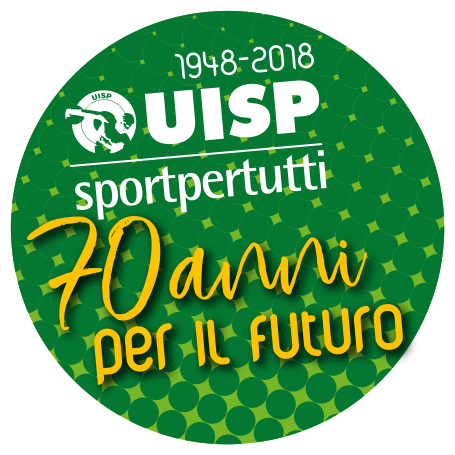 1948-2018
UISP
UISP
sportpertutti
70 anni
per il futuro